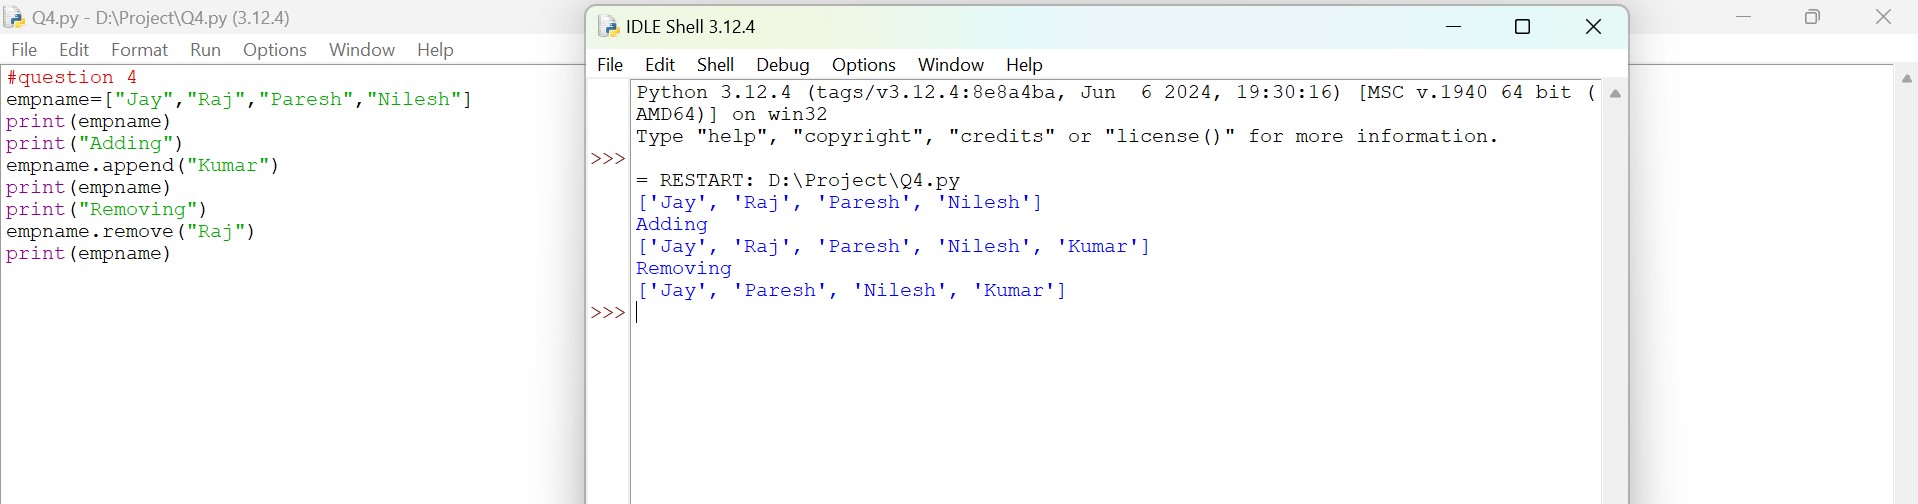 Q4.py - D:\Project\Q4.py (3.12.4)
File Edit Format Run Options Window Help
#question 4
empname=["Jay","Raj","Paresh","Nilesh"]
print(empname)
print("Adding")
empname.append("Kumar")
print(empname)
print("Removing")
empname.remove("Raj")
print(empname)
IDLE Shell 3.12.4
File Edit Shell Debug Options Window Help
Python 3.12.4 (tags/v3.12.4:8e8a4ba, Jun  6 2024, 19:30:16) [MSC v.1940 64 bit (
AMD64)] on win32
Type "help", "copyright", "credits" or "license()" for more information.
>>>
= RESTART: D:\Project\Q4.py
['Jay', 'Raj', 'Paresh', 'Nilesh']
Adding
['Jay', 'Raj', 'Paresh', 'Nilesh', 'Kumar']
Removing
['Jay', 'Paresh', 'Nilesh', 'Kumar']
>>>